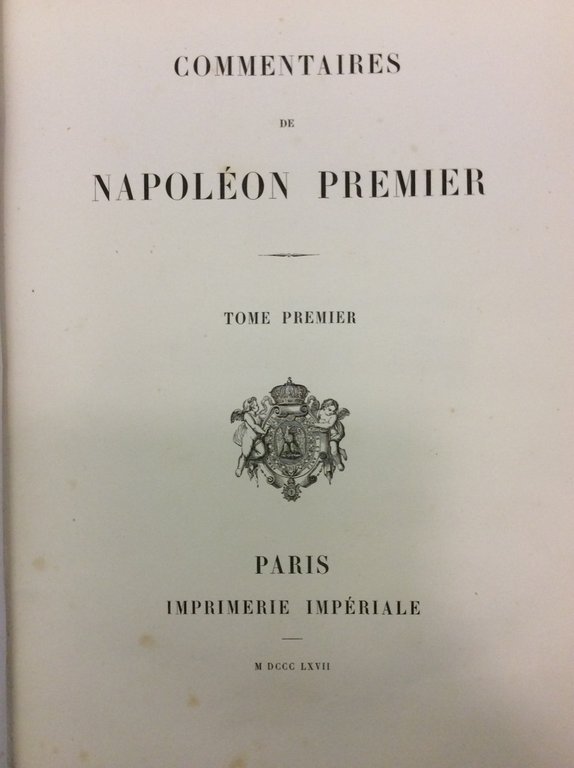 COMMENTAIRES
DE
NAPOLÉON PREMIER
TOME PREMIER
PARIS
IMPRIMERIE IMPÉRIALE
M DCCC LXVII